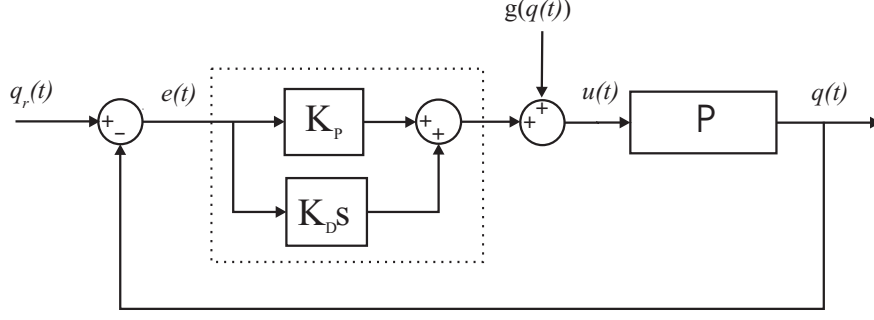 g(q(t))
q_r(t)
e(t)
u(t)
q(t)
+
−
K_P
+
+
+
+
P
K_D s